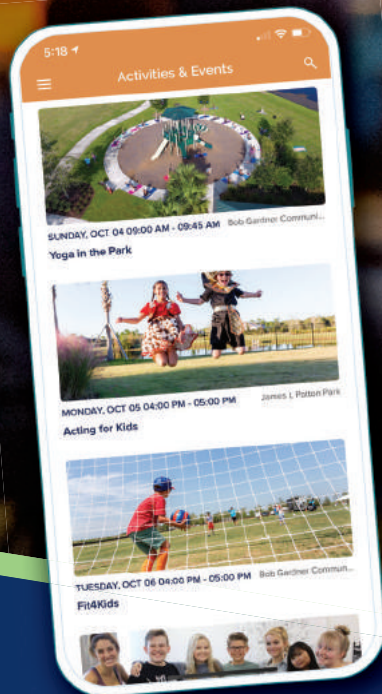 5:18
Activities & Events
SUNDAY, OCT 04 09:00 AM - 09:45 AM Bob Gardner Communi...
Yoga in the Park
MONDAY, OCT 05 04:00 PM - 05:00 PM James L Patton Park
Acting for Kids
TUESDAY, OCT 06 04:00 PM - 05:00 PM Bob Gardner Commun...
Fit4Kids